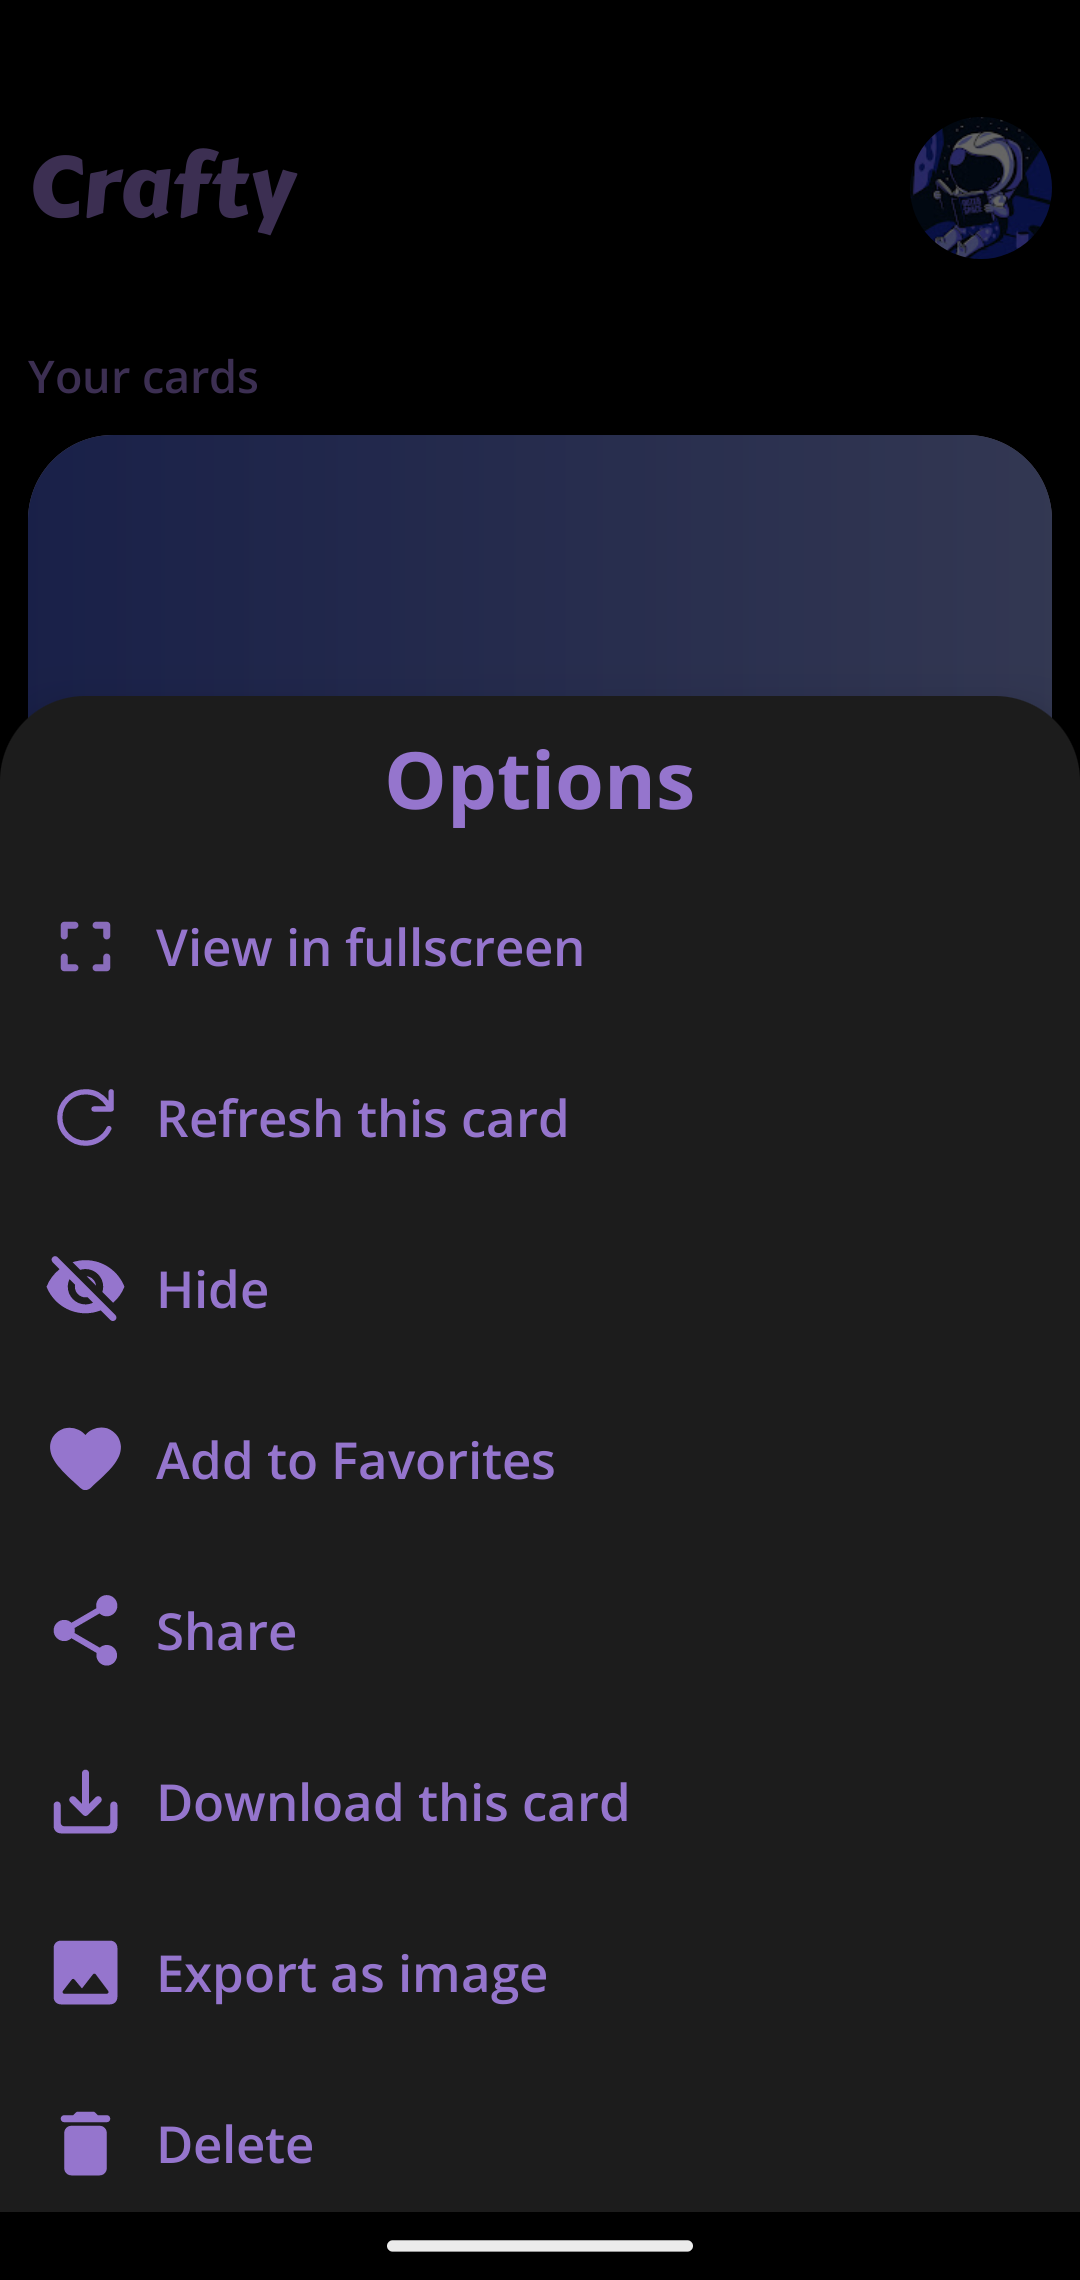 Crafty
Your cards
Options
View in fullscreen
Refresh this card
Hide
Add to Favorites
Share
Download this card
Export as image
Delete